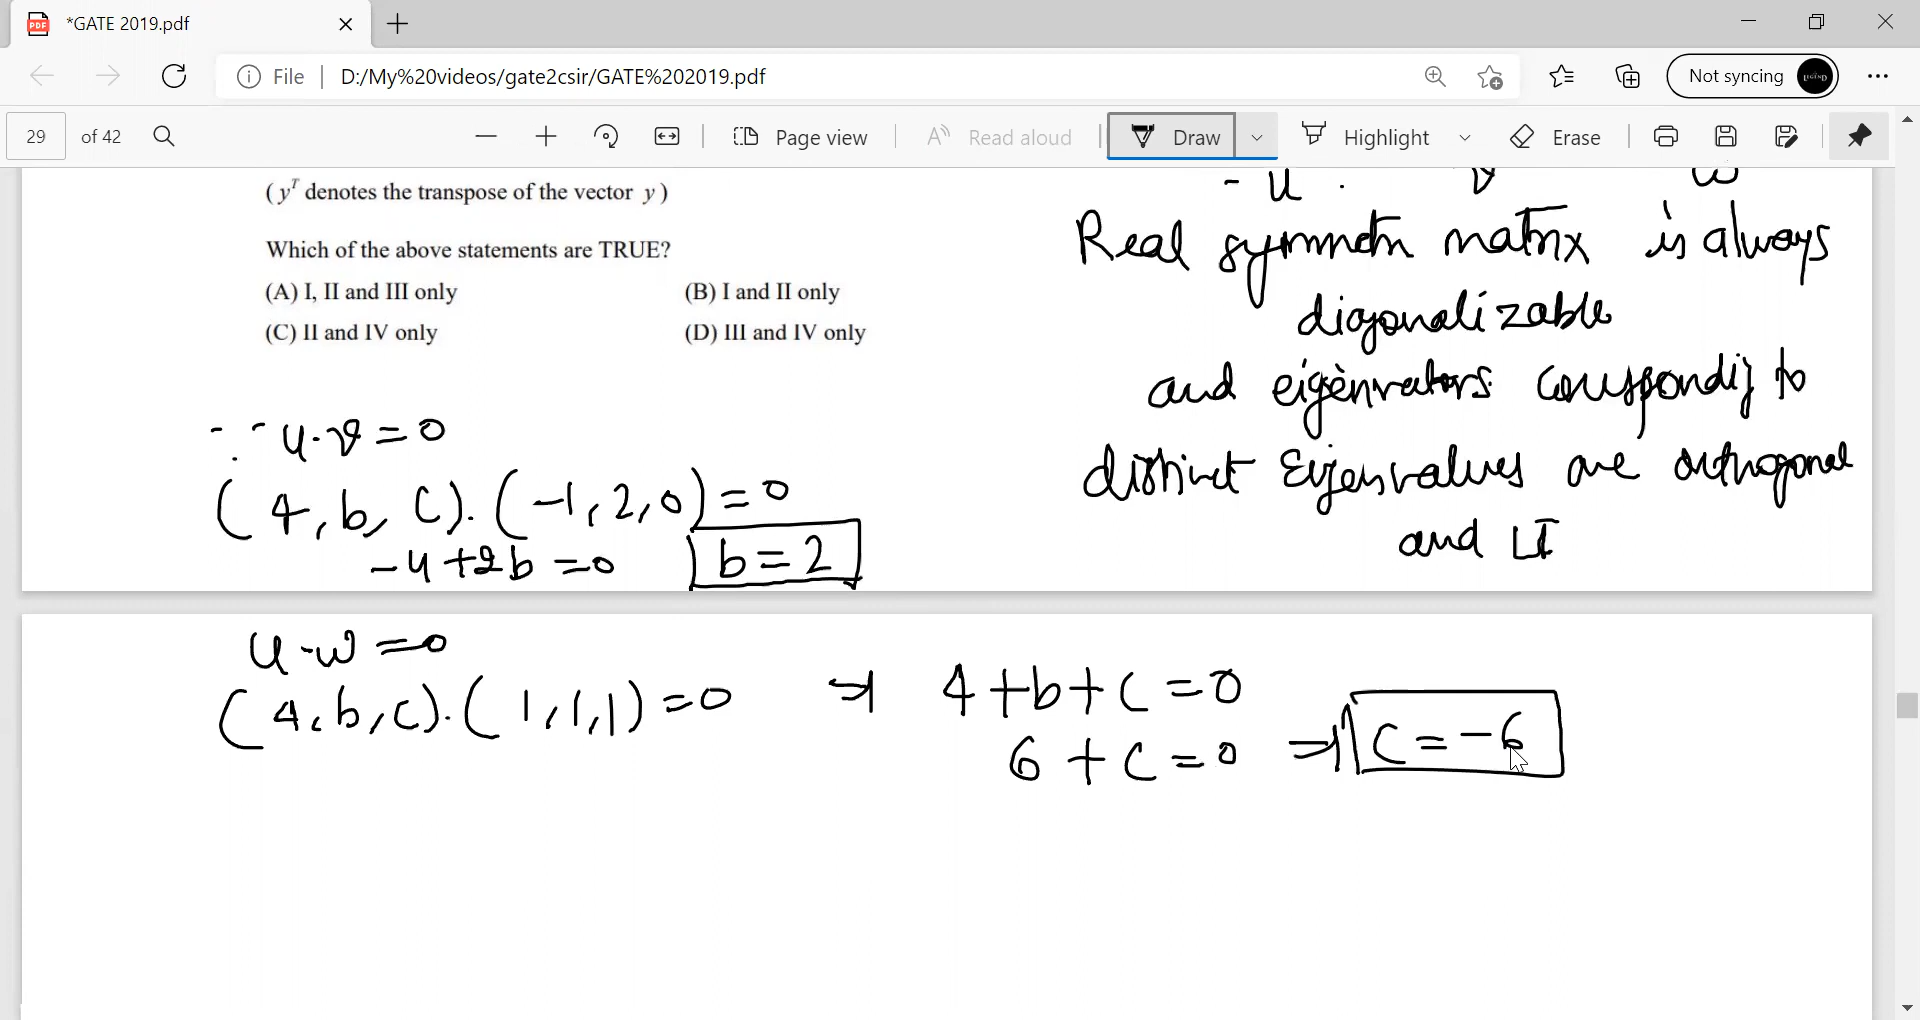 *GATE 2019.pdf
File D:/My%20videos/gate2csir/GATE%202019.pdf
Not syncing
29 of 42
Page view
Read aloud
Draw
Highlight
Erase
(yᵀ denotes the transpose of the vector y)
Which of the above statements are TRUE?
(A) I, II and III only (B) I and II only
(C) II and IV only (D) III and IV only
- u . v w
Real symmetn matrix is always
diagonalizable
and eigenvators corresponding to
distinct Eigenvalues are orthogonal
and LI
∵ u.v = 0
(4, b, c).(-1, 2, 0) = 0
-4 + 2b = 0 b = 2
u.w = 0
(4, b, c).(1, 1, 1) = 0 ⇒ 4 + b + c = 0
6 + c = 0 ⇒ c = -6